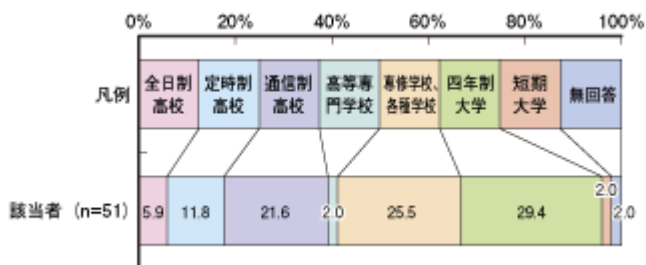 0% 20% 40% 60% 80% 100%
凡例
全日制
高校
定時制
高校
通信制
高校
高等専
門学校
専修学校、
各種学校
四年制
大学
短期
大学
無回答
該当者 (n=51) 5.9 11.8 21.6 2.0 25.5 29.4 2.0 2.0